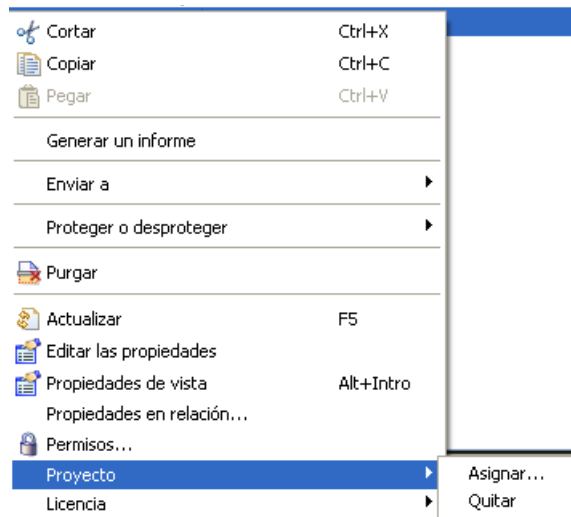 Cortar Ctrl+X
Copiar Ctrl+C
Pegar Ctrl+V
Generar un informe
Enviar a
Proteger o desproteger
Purgar
Actualizar F5
Editar las propiedades
Propiedades de vista Alt+Intro
Propiedades en relación...
Permisos...
Proyecto Asignar...
Licencia Quitar